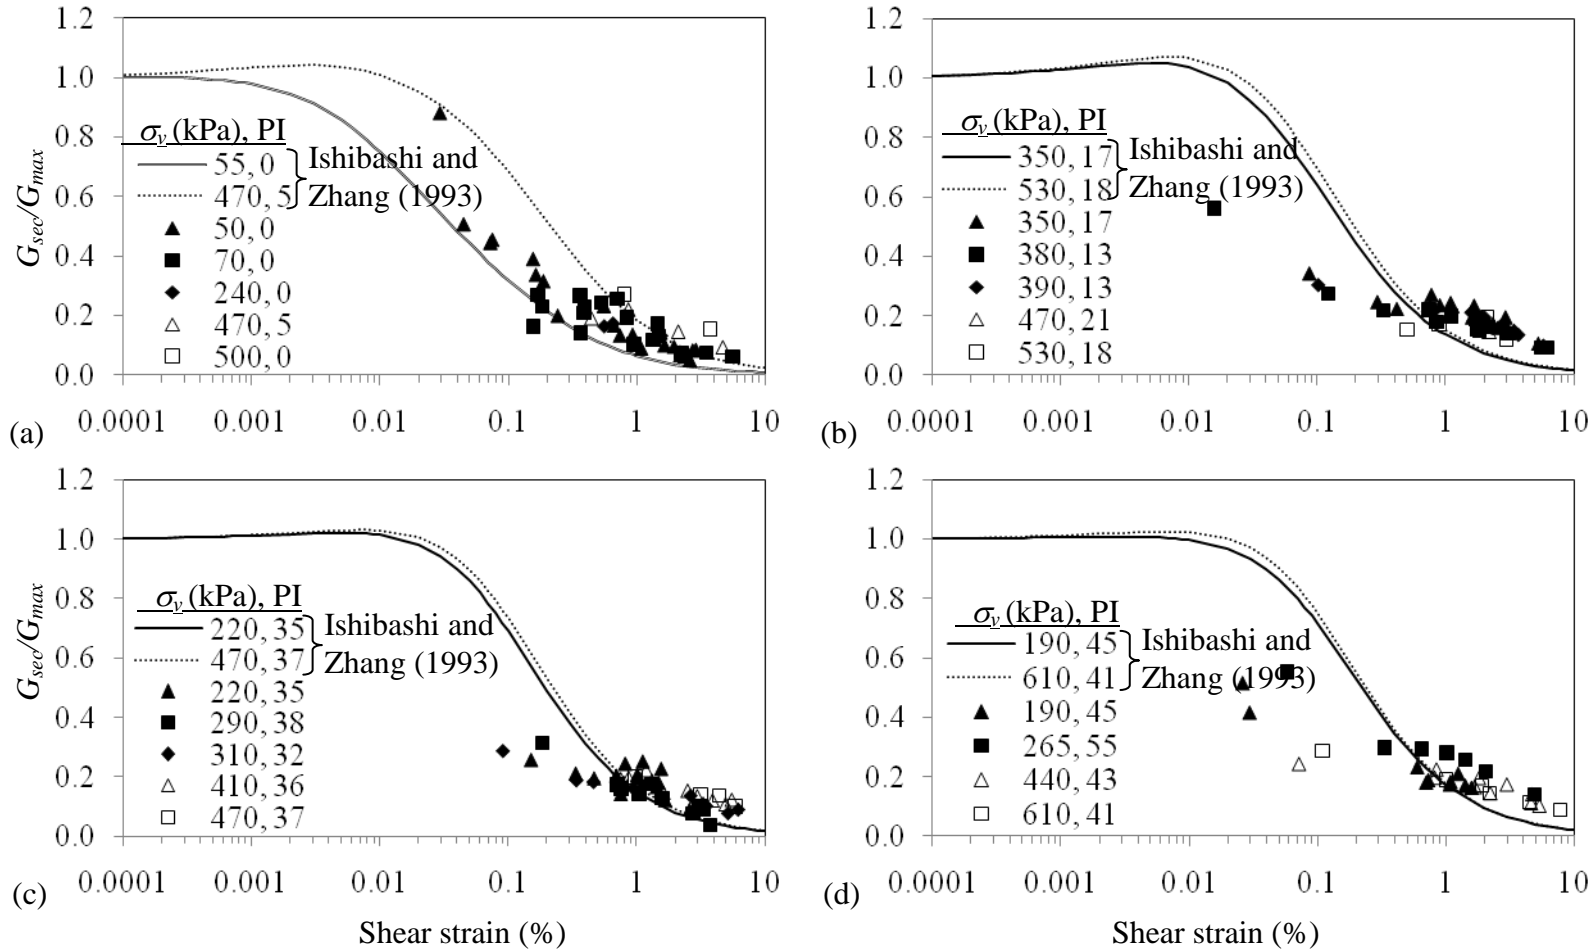 1.2
1.0
0.8
0.6
0.4
0.2
0.0
G_sec/G_max
σ_v (kPa), PI
55, 0
470, 5
Ishibashi and
Zhang (1993)
50, 0
70, 0
240, 0
470, 5
500, 0
0.0001 0.001 0.01 0.1 1 10
(a)
1.2
1.0
0.8
0.6
0.4
0.2
0.0
σ_v (kPa), PI
350, 17
530, 18
Ishibashi and
Zhang (1993)
350, 17
380, 13
390, 13
470, 21
530, 18
0.0001 0.001 0.01 0.1 1 10
(b)
1.2
1.0
0.8
0.6
0.4
0.2
0.0
G_sec/G_max
σ_v (kPa), PI
220, 35
470, 37
Ishibashi and
Zhang (1993)
220, 35
290, 38
310, 32
410, 36
470, 37
0.0001 0.001 0.01 0.1 1 10
(c)
Shear strain (%)
1.2
1.0
0.8
0.6
0.4
0.2
0.0
σ_v (kPa), PI
190, 45
610, 41
Ishibashi and
Zhang (1993)
190, 45
265, 55
440, 43
610, 41
0.0001 0.001 0.01 0.1 1 10
(d)
Shear strain (%)